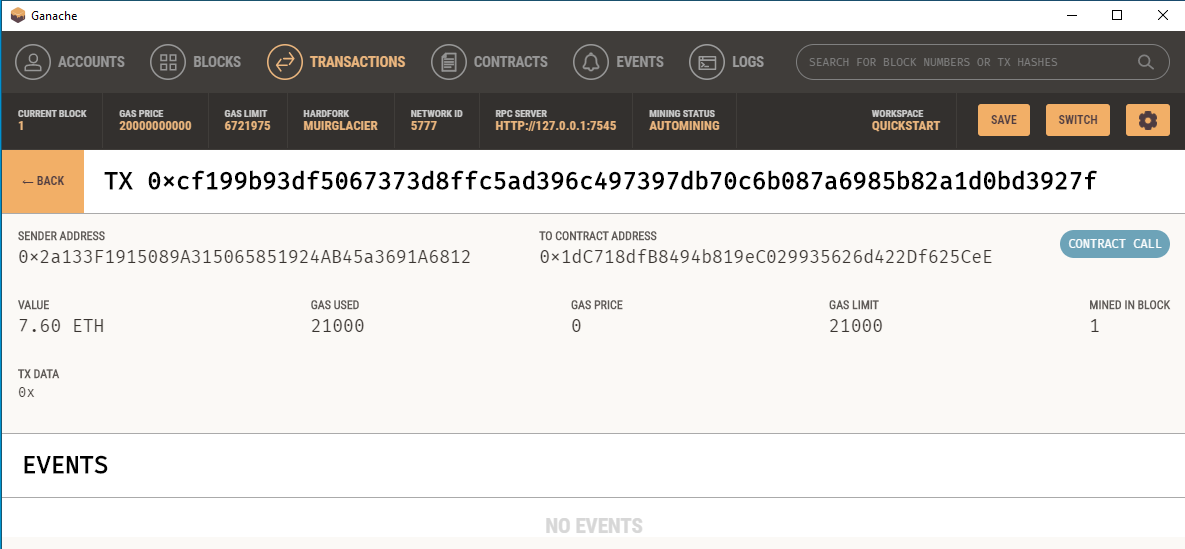 Ganache
ACCOUNTS BLOCKS TRANSACTIONS CONTRACTS EVENTS LOGS SEARCH FOR BLOCK NUMBERS OR TX HASHES
CURRENT BLOCK GAS PRICE GAS LIMIT HARDFORK NETWORK ID RPC SERVER MINING STATUS WORKSPACE
1 20000000000 6721975 MUIRGLACIER 5777 HTTP://127.0.0.1:7545 AUTOMINING QUICKSTART SAVE SWITCH
← BACK TX 0×cf199b93df5067373d8ffc5ad396c497397db70c6b087a6985b82a1d0bd3927f
SENDER ADDRESS TO CONTRACT ADDRESS
0×2a133F1915089A315065851924AB45a3691A6812 0×1dC718dfB8494b819eC029935626d422Df625CeE CONTRACT CALL
VALUE GAS USED GAS PRICE GAS LIMIT MINED IN BLOCK
7.60 ETH 21000 0 21000 1
TX DATA
0x
EVENTS
NO EVENTS